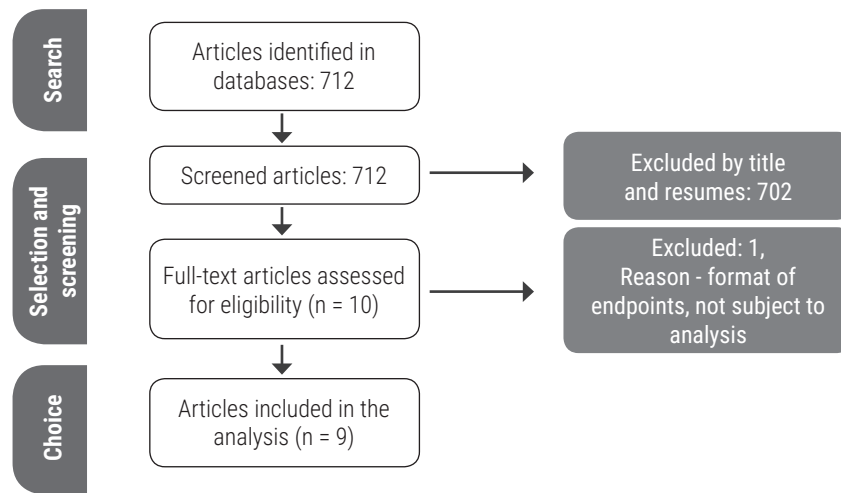 Search
Articles identified in
databases: 712
Selection and
screening
Screened articles: 712
Excluded by title
and resumes: 702
Full-text articles assessed
for eligibility (n = 10)
Excluded: 1,
Reason - format of
endpoints, not subject to
analysis
Choice
Articles included in the
analysis (n = 9)